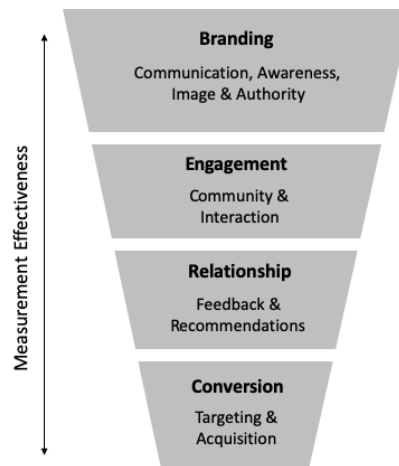 Branding
Communication, Awareness,
Image & Authority
Engagement
Community &
Interaction
Relationship
Feedback &
Recommendations
Conversion
Targeting &
Acquisition
Measurement Effectiveness